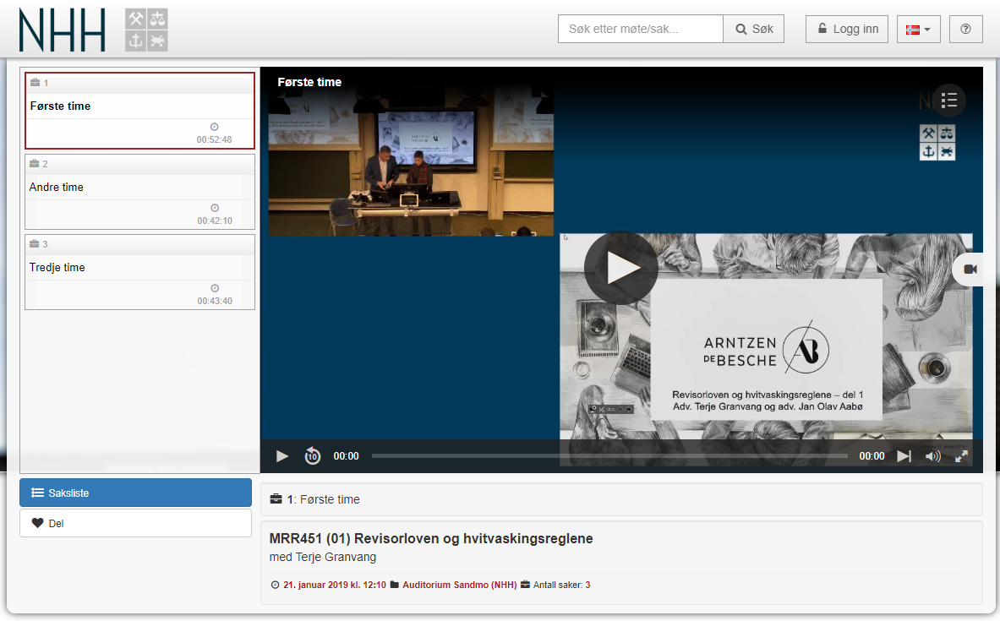 NHH
Søk etter møte/sak...
Søk
Logg inn
1
Første time
00:52:48
2
Andre time
00:42:10
3
Tredje time
00:43:40
Første time
ARNTZEN
DE BESCHE
Revisorloven og hvitvaskingsreglene – del 1
Adv. Terje Granvang og adv. Jan Olav Aabø
10
00:00
00:00
Saksliste
Del
1: Første time
MRR451 (01) Revisorloven og hvitvaskingsreglene
med Terje Granvang
21. januar 2019 kl. 12:10 Auditorium Sandmo (NHH) Antall saker: 3